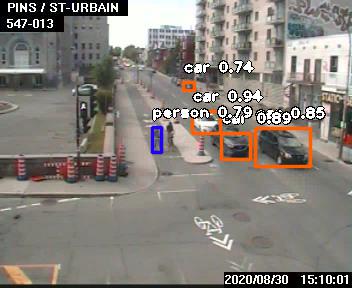 PINS / ST-URBAIN
547-013
car 0.74
car 0.94
person 0.79
0.85
car 0.89
2020/08/30 15:10:01